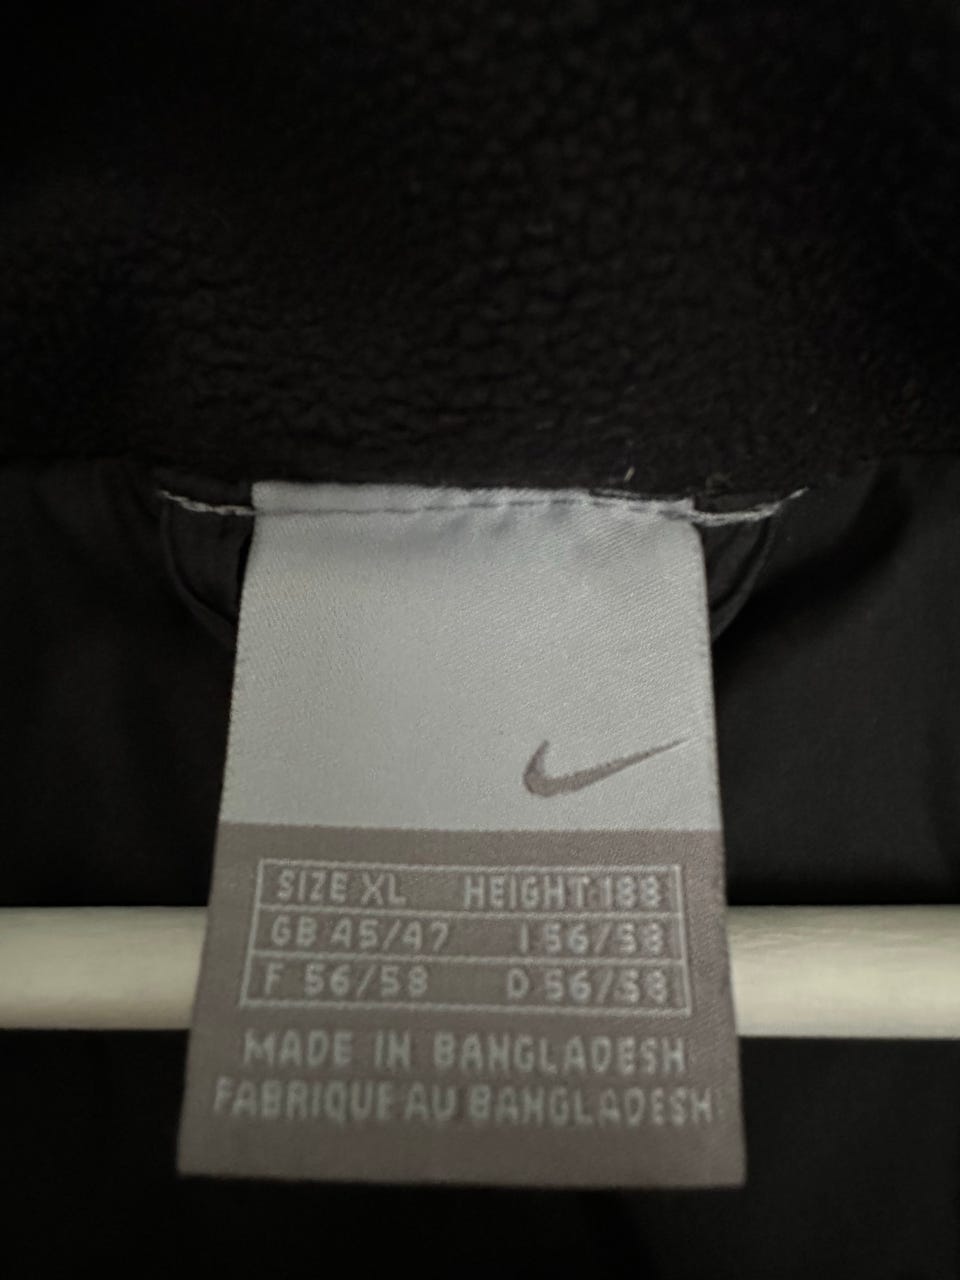 SIZE XL HEIGHT 188
GB 45/47 I 56/58
F 56/58 D 56/58
MADE IN BANGLADESH
FABRIQUE AU BANGLADESH